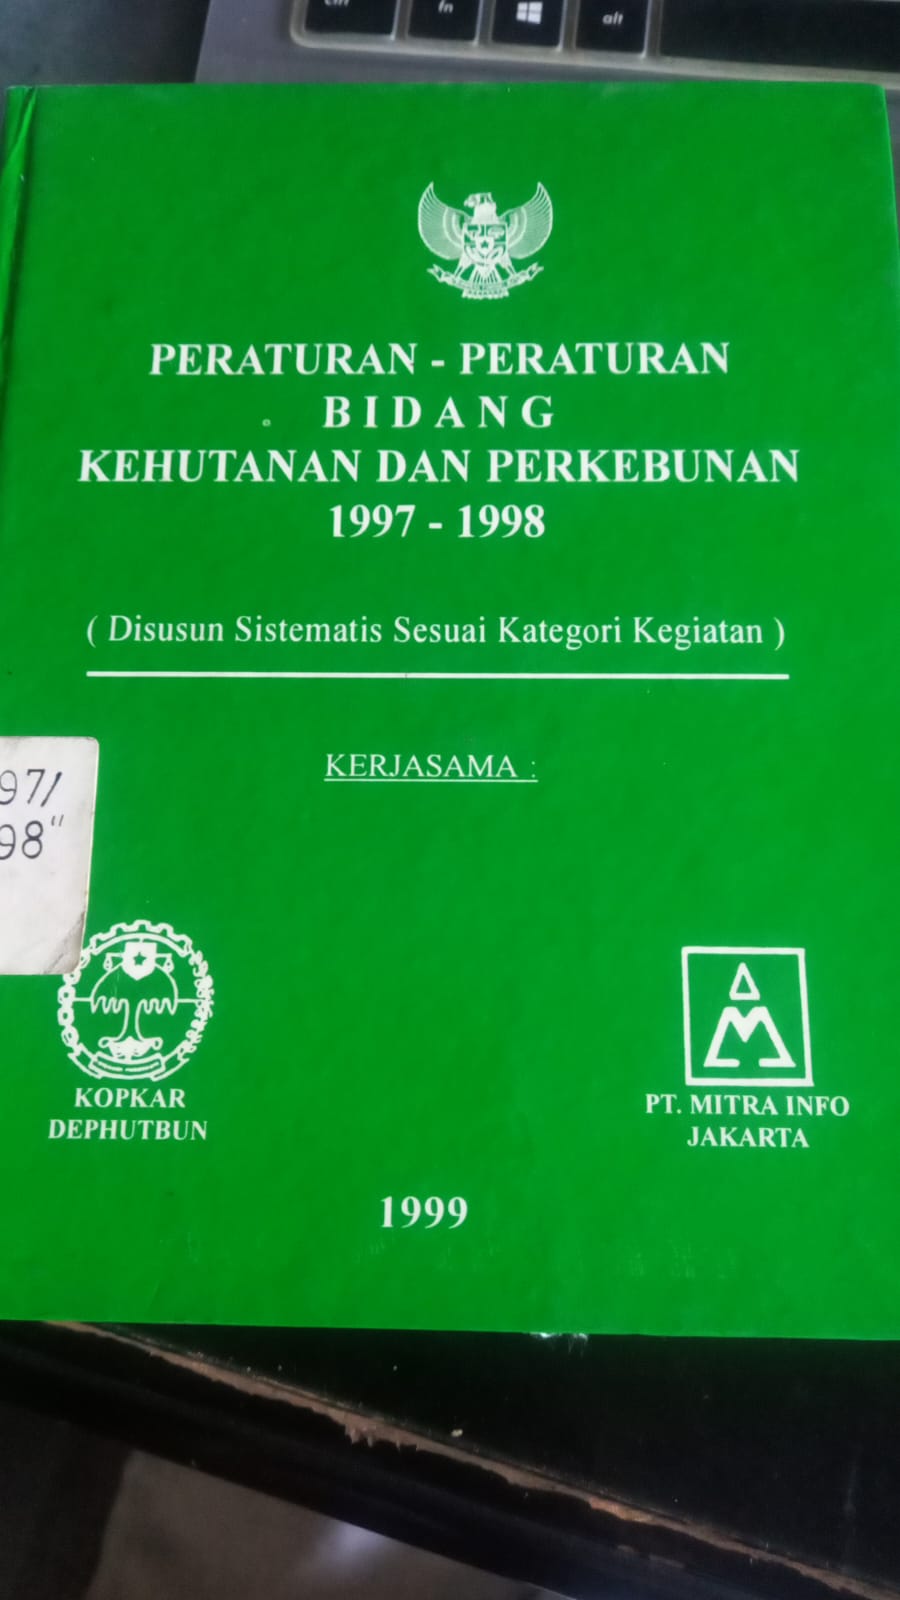 ctrl
fn
alt
PERATURAN - PERATURAN
BIDANG
KEHUTANAN DAN PERKEBUNAN
1997 - 1998
( Disusun Sistematis Sesuai Kategori Kegiatan )
KERJASAMA :
97/
98"
KOPKAR
DEPHUTBUN
PT. MITRA INFO
JAKARTA
1999